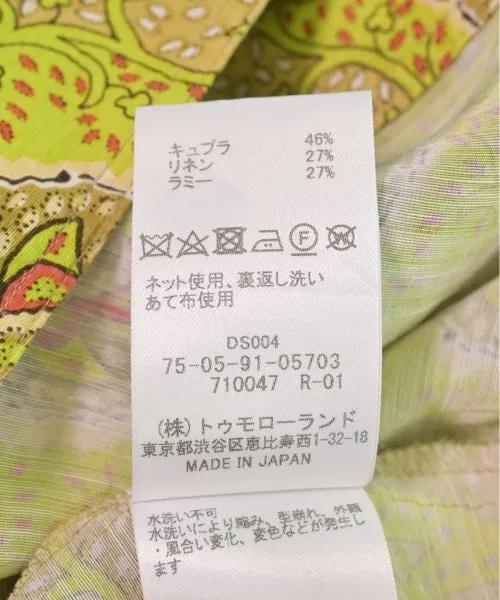 キュプラ 46%
リネン 27%
ラミー 27%
F
W
ネット使用、裏返し洗い
あて布使用
DS004
75-05-91-05703
710047 R-01
(株)トゥモローランド
東京都渋谷区恵比寿西1-32-18
MADE IN JAPAN
水洗い不可
水洗いにより縮み、型崩れ、外観
・風合い変化、変色などが発生し
ます